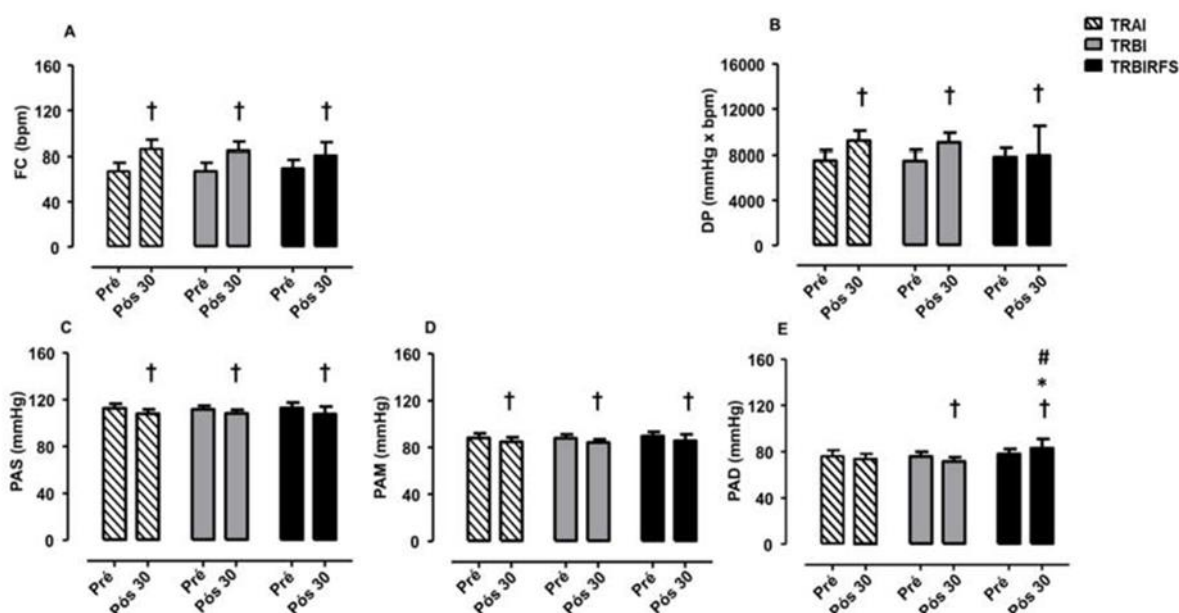 A
FC (bpm)
160
120
80
40
0
†
†
†
Pré
Pós 30
Pré
Pós 30
Pré
Pós 30
B
DP (mmHg x bpm)
16000
12000
8000
4000
0
†
†
†
Pré
Pós 30
Pré
Pós 30
Pré
Pós 30
TRAI
TRBI
TRBIRFS
C
PAS (mmHg)
160
120
80
40
0
†
†
†
Pré
Pós 30
Pré
Pós 30
Pré
Pós 30
D
PAM (mmHg)
160
120
80
40
0
†
†
†
Pré
Pós 30
Pré
Pós 30
Pré
Pós 30
E
PAD (mmHg)
160
120
80
40
0
†
#
*
†
Pré
Pós 30
Pré
Pós 30
Pré
Pós 30